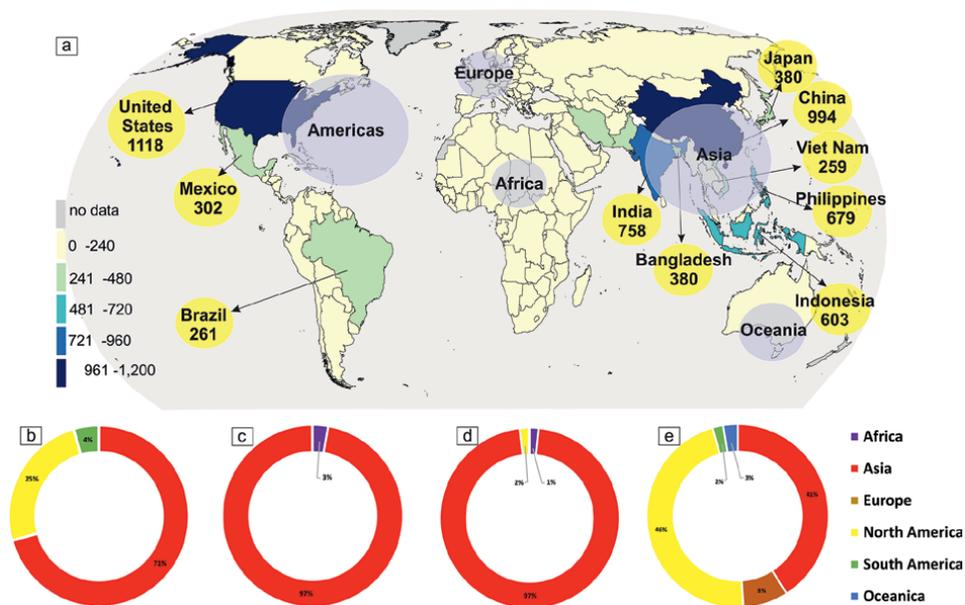 a
Europe
Japan
380
United
States
1118
Americas
China
994
Asia
Viet Nam
259
Mexico
302
Africa
Philippines
679
no data
India
758
0 -240
241 -480
Bangladesh
380
481 -720
Brazil
261
Indonesia
603
721 -960
Oceania
961 -1,200
b
4%
25%
71%
c
3%
97%
d
2%
1%
97%
e
2%
3%
41%
46%
8%
Africa
Asia
Europe
North America
South America
Oceanica